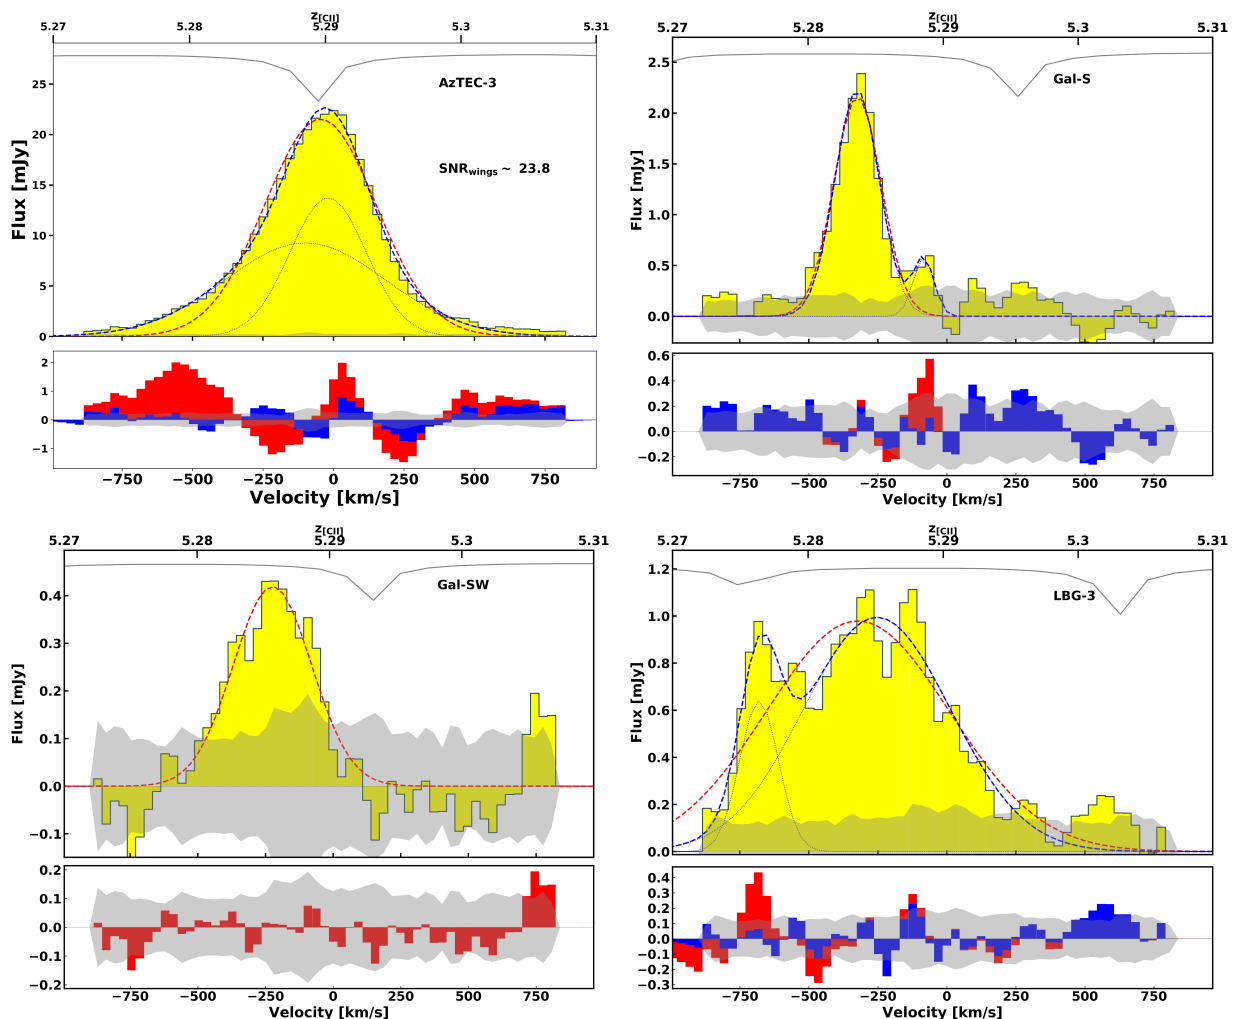 z[CII]
5.27 5.28 5.29 5.3 5.31
AzTEC-3
SNRwings ~ 23.8
Flux [mJy]
25
20
15
10
5
0
2
1
0
−1
−750 −500 −250 0 250 500 750
Velocity [km/s]
z[CII]
5.27 5.28 5.29 5.3 5.31
Gal-S
Flux [mJy]
2.5
2.0
1.5
1.0
0.5
0.0
0.6
0.4
0.2
0.0
−0.2
−750 −500 −250 0 250 500 750
Velocity [km/s]
z[CII]
5.27 5.28 5.29 5.3 5.31
Gal-SW
Flux [mJy]
0.4
0.3
0.2
0.1
0.0
−0.1
0.2
0.1
0.0
−0.1
−0.2
−750 −500 −250 0 250 500 750
Velocity [km/s]
z[CII]
5.27 5.28 5.29 5.3 5.31
LBG-3
Flux [mJy]
1.2
1.0
0.8
0.6
0.4
0.2
0.0
0.4
0.3
0.2
0.1
0.0
−0.1
−0.2
−0.3
−750 −500 −250 0 250 500 750
Velocity [km/s]